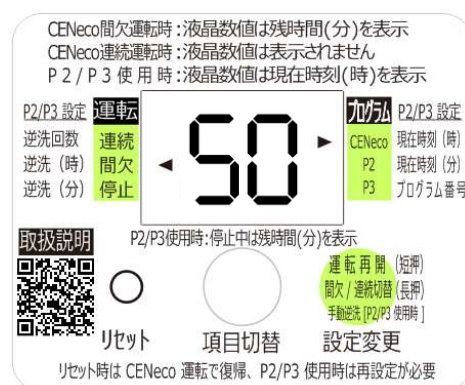 CENeco間欠運転時:液晶数値は残時間(分)を表示
CENeco連続運転時:液晶数値は表示されません
P2/P3使用時:液晶数値は現在時刻(時)を表示
P2/P3 設定 運転 プログラム P2/P3 設定
逆洗回数 連続 CENeco 現在時刻(時)
逆洗(時) 間欠 ◀ 50 ▶ P2 現在時刻(分)
逆洗(分) 停止 P3 プログラム番号
取扱説明 P2/P3使用時:停止中は残時間(分)を表示
運転再開(短押)
間欠/連続切替(長押)
手動逆洗[P2/P3使用時]
リセット 項目切替 設定変更
リセット時は CENeco 運転で復帰、P2/P3 使用時は再設定が必要